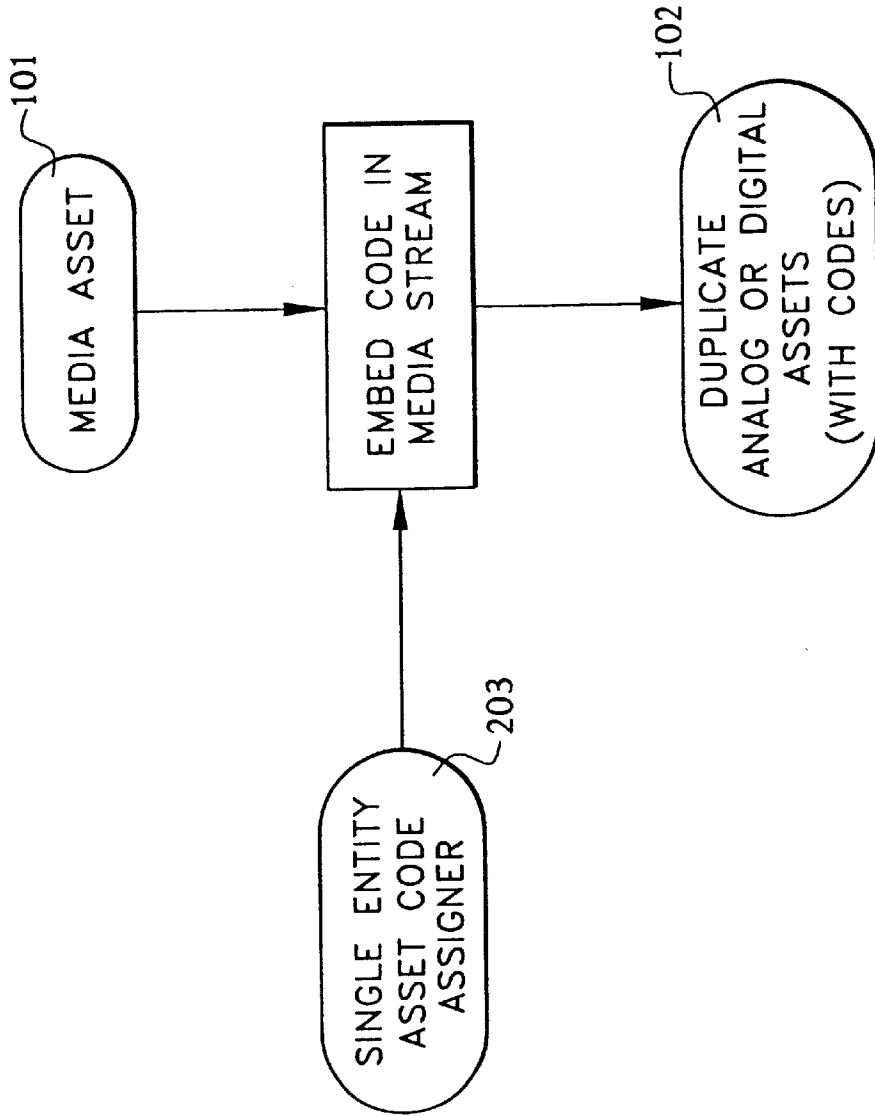 101
MEDIA ASSET
EMBED CODE IN
MEDIA STREAM
SINGLE ENTITY
ASSET CODE
ASSIGNER
203
102
DUPLICATE
ANALOG OR DIGITAL
ASSETS
(WITH CODES)